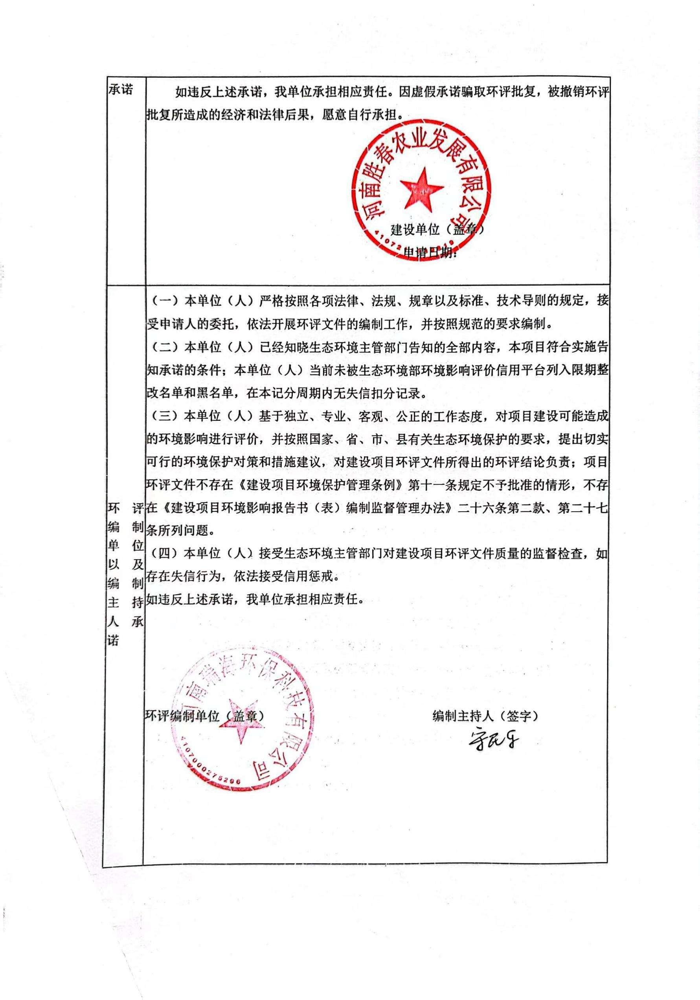 承诺
如违反上述承诺，我单位承担相应责任。因虚假承诺骗取环评批复，被撤销环评
批复所造成的经济和法律后果，愿意自行承担。
河南胜春农业发展有限公司
建设单位（盖章）
申请日期：
环评
编制
单位
以及
编制
主持
人承
诺
（一）本单位（人）严格按照各项法律、法规、规章以及标准、技术导则的规定，接
受申请人的委托，依法开展环评文件的编制工作，并按照规范的要求编制。
（二）本单位（人）已经知晓生态环境主管部门告知的全部内容，本项目符合实施告
知承诺的条件；本单位（人）当前未被生态环境部环境影响评价信用平台列入限期整
改名单和黑名单，在本记分周期内无失信扣分记录。
（三）本单位（人）基于独立、专业、客观、公正的工作态度，对项目建设可能造成
的环境影响进行评价，并按照国家、省、市、县有关生态环境保护的要求，提出切实
可行的环境保护对策和措施建议，对建设项目环评文件所得出的环评结论负责；项目
环评文件不存在《建设项目环境保护管理条例》第十一条规定不予批准的情形，不存
在《建设项目环境影响报告书（表）编制监督管理办法》二十六条第二款、第二十七
条所列问题。
（四）本单位（人）接受生态环境主管部门对建设项目环评文件质量的监督检查，如
存在失信行为，依法接受信用惩戒。
如违反上述承诺，我单位承担相应责任。
河南瑞海环保科技有限公司
环评编制单位（盖章）
编制主持人（签字）
4107000275296